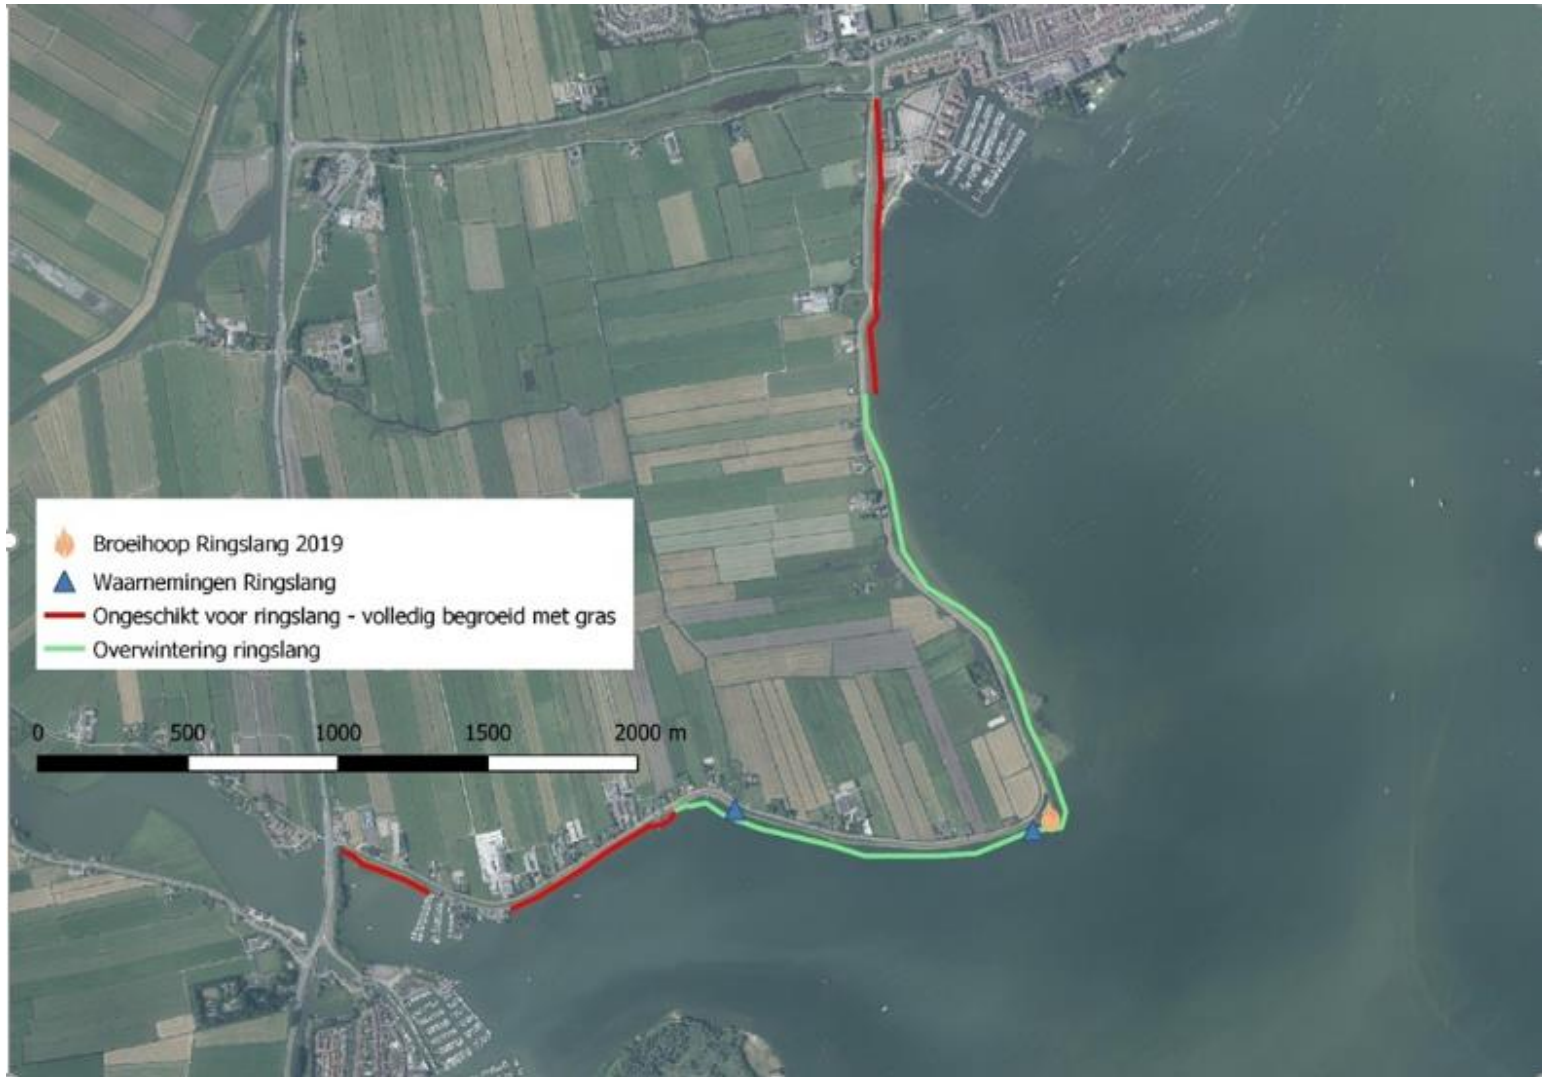 Broeihoop Ringslang 2019
Waarnemingen Ringslang
Ongeschikt voor ringslang - volledig begroeid met gras
Overwintering ringslang
0 500 1000 1500 2000 m